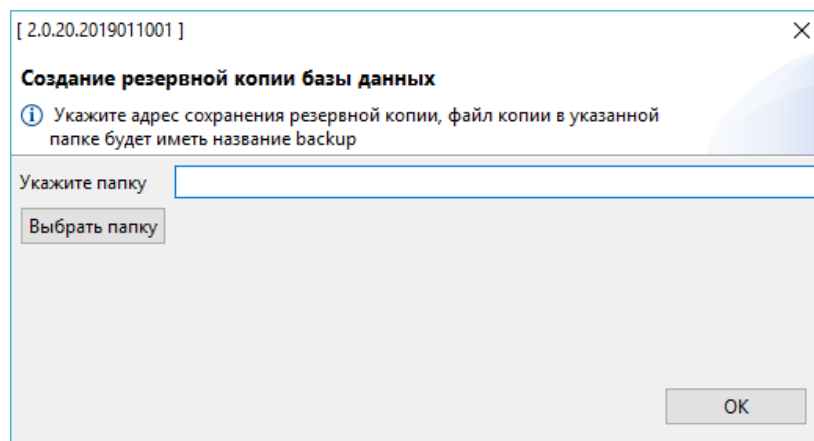 [ 2.0.20.2019011001 ]
Создание резервной копии базы данных
Укажите адрес сохранения резервной копии, файл копии в указанной
папке будет иметь название backup
Укажите папку
Выбрать папку
OK